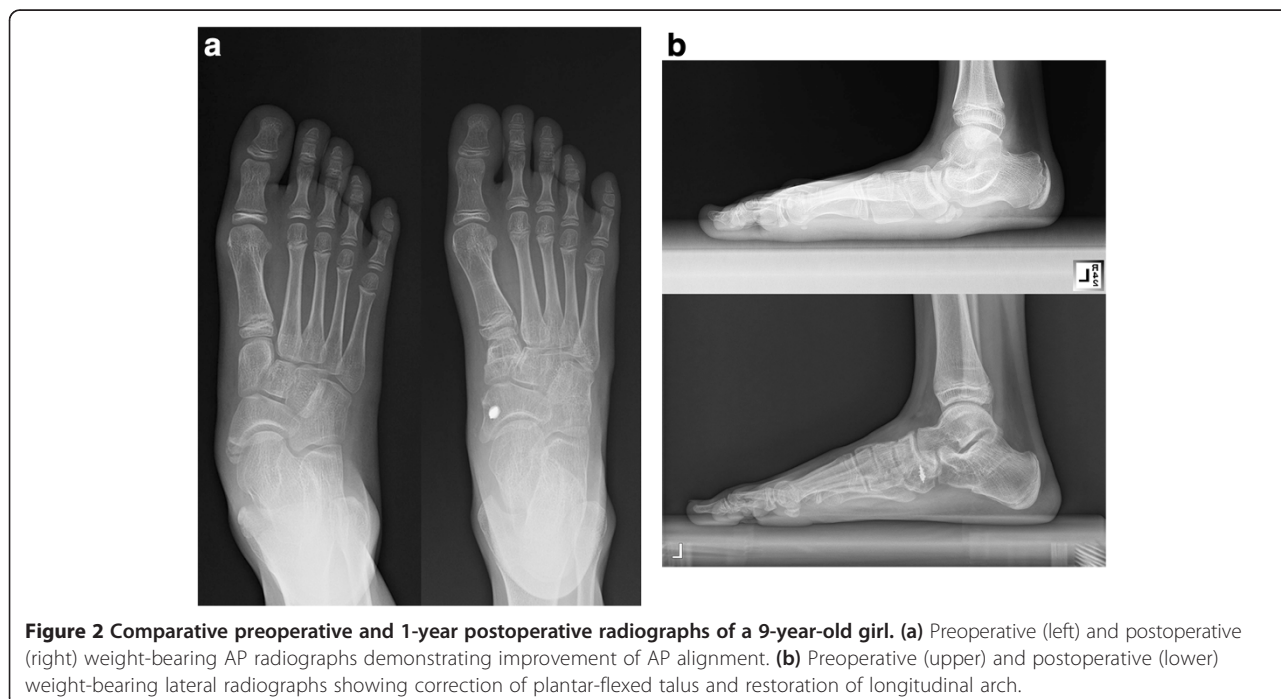 a
b
L
R42
L
Figure 2 Comparative preoperative and 1-year postoperative radiographs of a 9-year-old girl. (a) Preoperative (left) and postoperative
(right) weight-bearing AP radiographs demonstrating improvement of AP alignment. (b) Preoperative (upper) and postoperative (lower)
weight-bearing lateral radiographs showing correction of plantar-flexed talus and restoration of longitudinal arch.